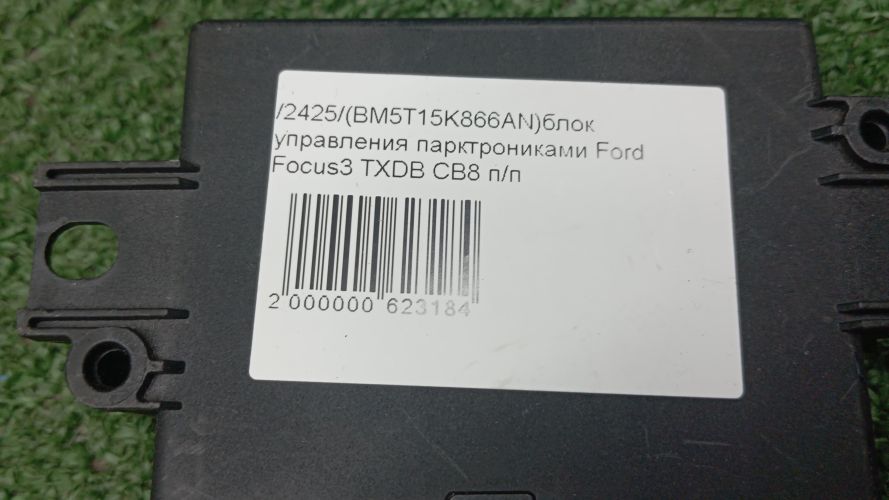 /2425/(BM5T15K866AN)блок
управления парктрониками Ford
Focus3 TXDB CB8 п/п
2 000000 623184